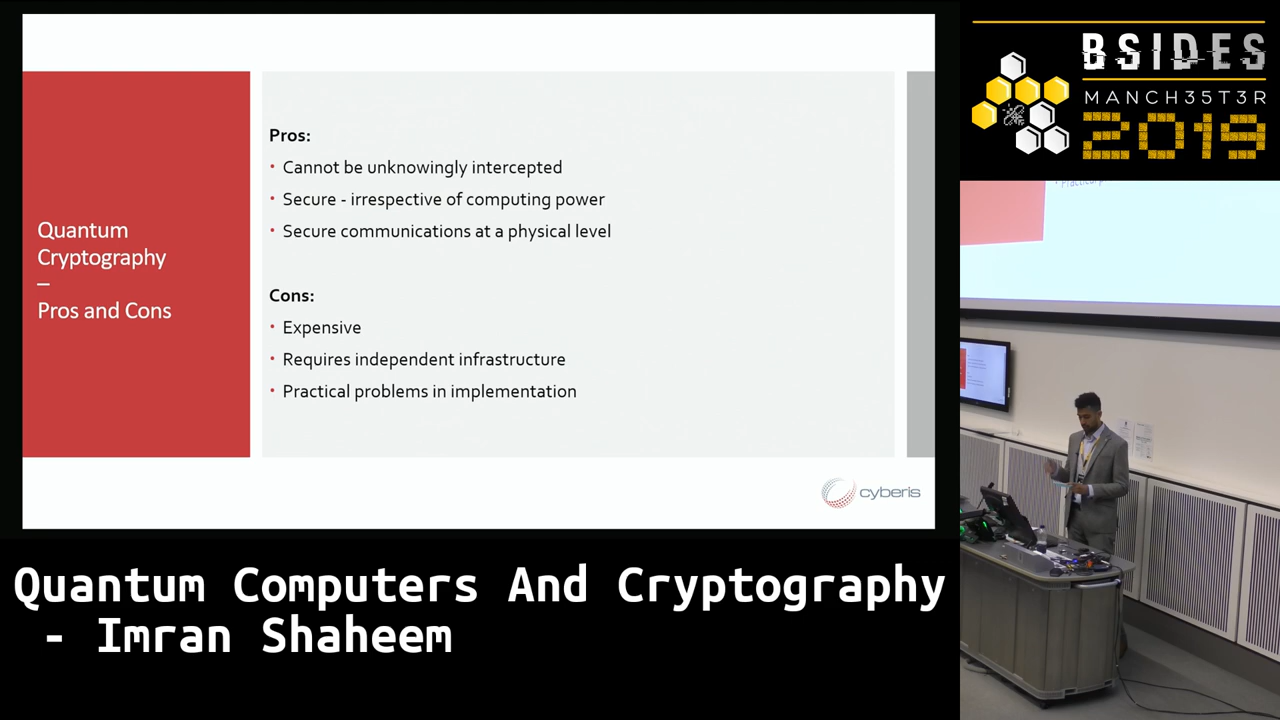 Quantum
Cryptography
–
Pros and Cons
Pros:
• Cannot be unknowingly intercepted
• Secure - irrespective of computing power
• Secure communications at a physical level
Cons:
• Expensive
• Requires independent infrastructure
• Practical problems in implementation
cyberis
BSIDES
MANCH35T3R
2019
Quantum Computers And Cryptography
- Imran Shaheem